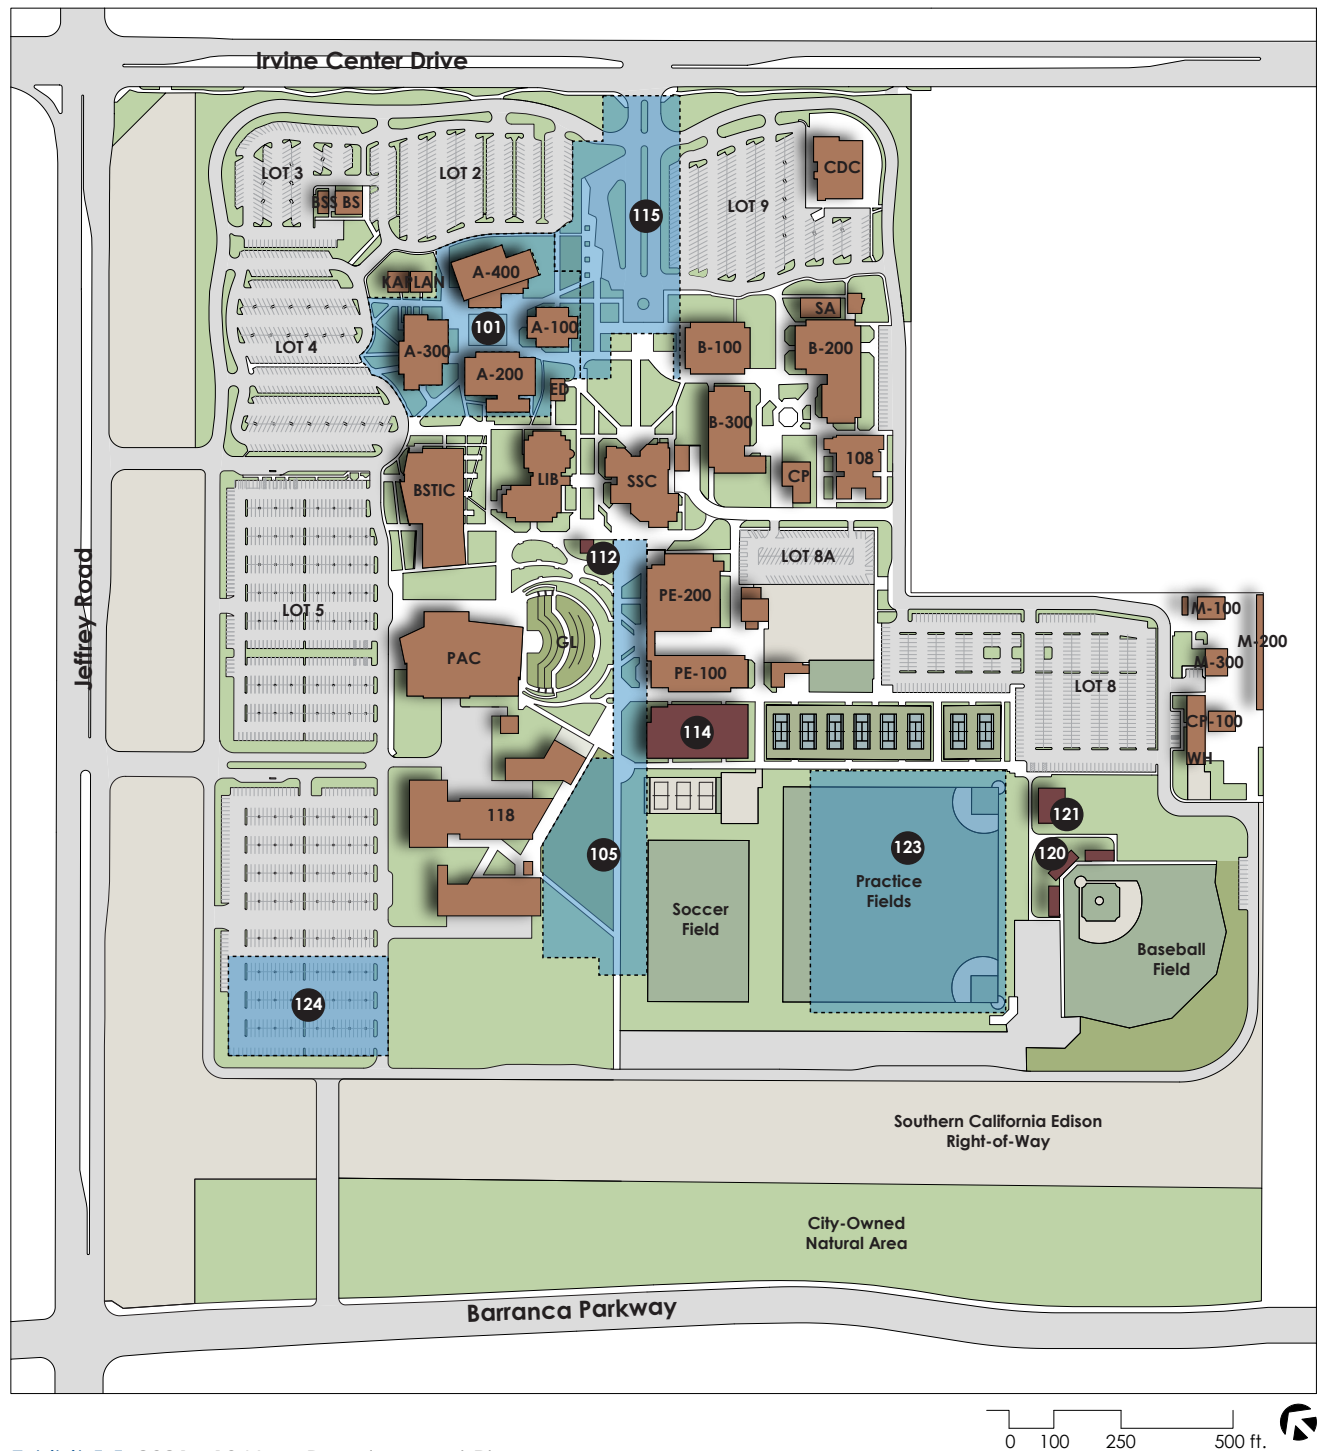 Irvine Center Drive
CDC
LOT 3
LOT 2
BSS BS
LOT 9
115
KAPLAN
A-400
SA
101
A-100
LOT 4
A-300
B-100
B-200
A-200
ED
B-300
108
BSTIC
LIB
SSC
CP
112
LOT 8A
Jeffrey Road
LOT 5
PE-200
M-100
GL
M-200
PAC
M-300
PE-100
LOT 8
CP-100
114
WH
118
121
105
123
120
Practice
Fields
Soccer
Field
Baseball
Field
124
Southern California Edison
Right-of-Way
City-Owned
Natural Area
Barranca Parkway
0 100 250 500 ft.